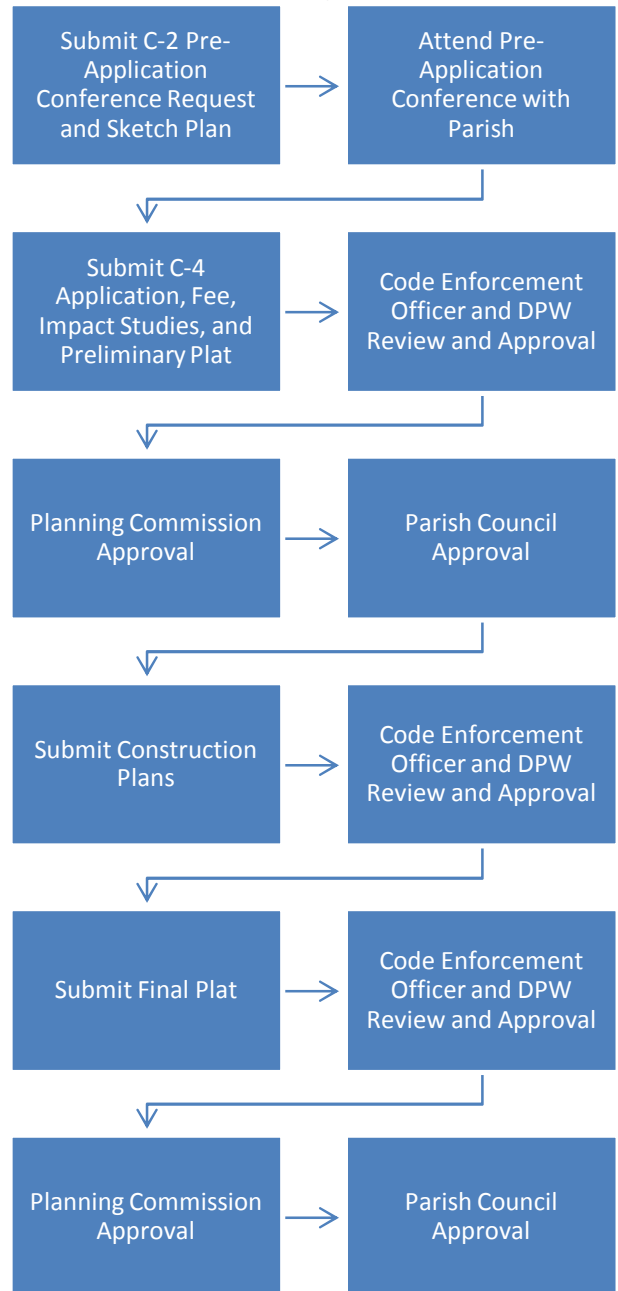 Submit C-2 Pre-
Application
Conference Request
and Sketch Plan
Attend Pre-
Application
Conference with
Parish
Submit C-4
Application, Fee,
Impact Studies, and
Preliminary Plat
Code Enforcement
Officer and DPW
Review and Approval
Planning Commission
Approval
Parish Council
Approval
Submit Construction
Plans
Code Enforcement
Officer and DPW
Review and Approval
Submit Final Plat
Code Enforcement
Officer and DPW
Review and Approval
Planning Commission
Approval
Parish Council
Approval